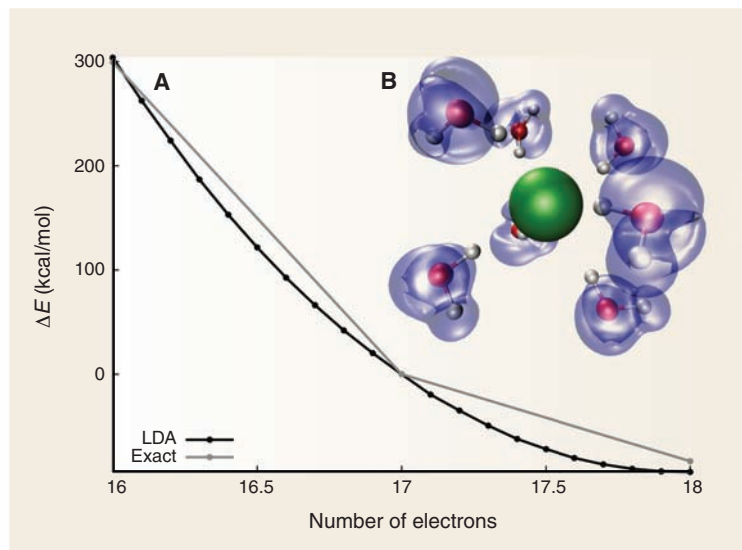 A
B
300
200
100
0
ΔE (kcal/mol)
LDA
Exact
16
16.5
17
17.5
18
Number of electrons